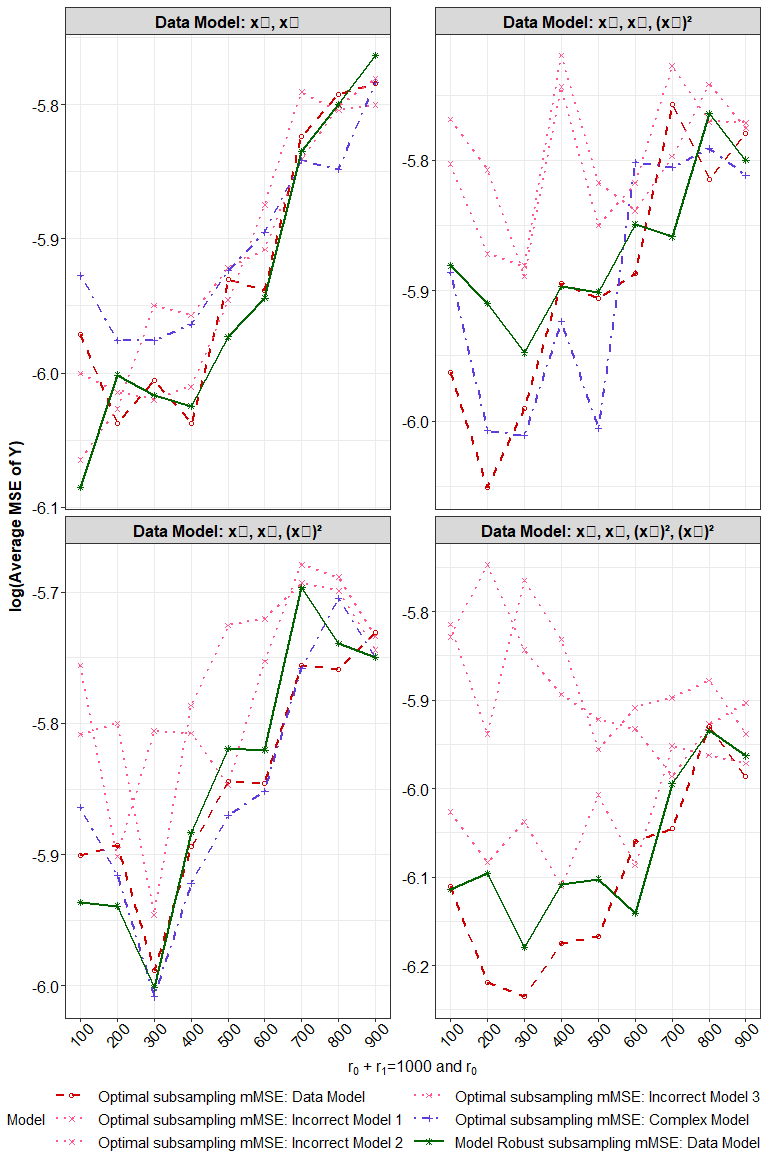 Data Model: x▯, x▯
Data Model: x▯, x▯, (x▯)²
-5.8
-5.9
-6.0
-6.1
-5.8
-5.9
-6.0
log(Average MSE of Y)
Data Model: x▯, x▯, (x▯)²
Data Model: x▯, x▯, (x▯)², (x▯)²
-5.7
-5.8
-5.9
-6.0
-5.8
-5.9
-6.0
-6.1
-6.2
100 200 300 400 500 600 700 800 900
100 200 300 400 500 600 700 800 900
r₀ + r₁=1000 and r₀
Model
Optimal subsampling mMSE: Data Model
Optimal subsampling mMSE: Incorrect Model 1
Optimal subsampling mMSE: Incorrect Model 2
Optimal subsampling mMSE: Incorrect Model 3
Optimal subsampling mMSE: Complex Model
Model Robust subsampling mMSE: Data Model